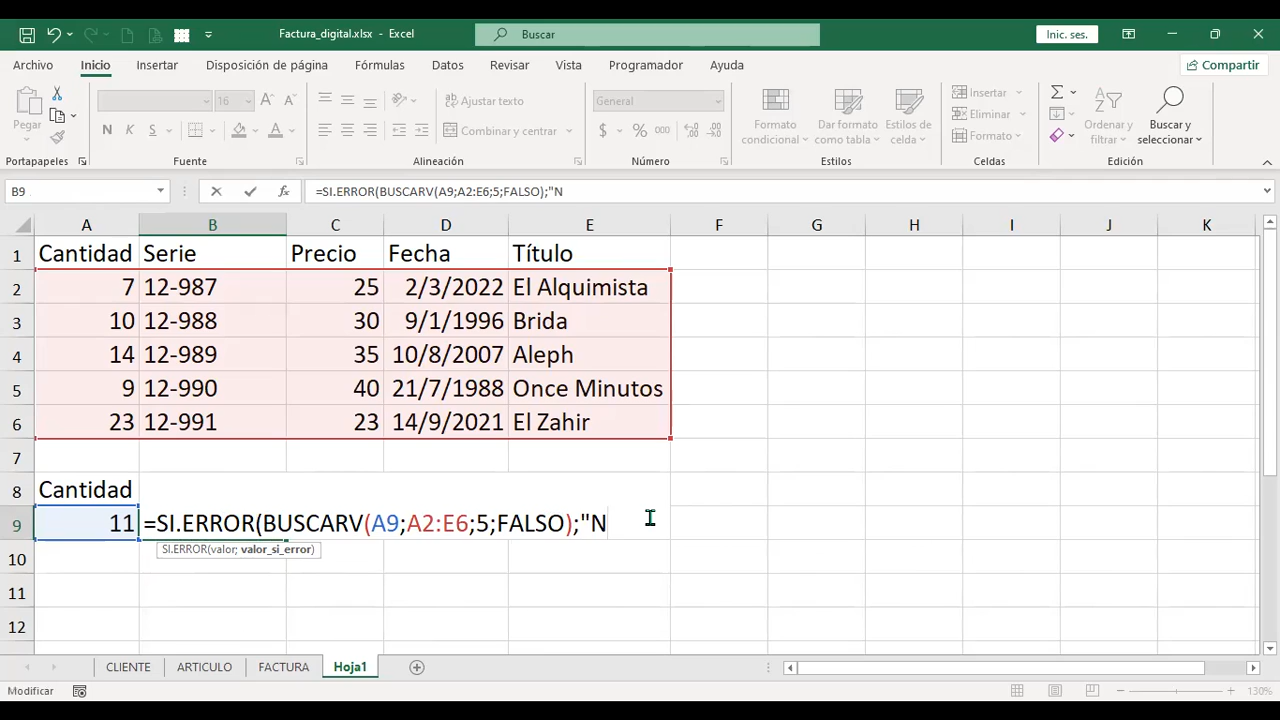 Factura_digital.xlsx - Excel
Buscar
Inic. ses.
Archivo Inicio Insertar Disposición de página Fórmulas Datos Revisar Vista Programador Ayuda Compartir
Pegar
16
N K S
Ajustar texto
Combinar y centrar
General
$ % 000
Formato condicional
Dar formato como tabla
Estilos de celda
Insertar
Eliminar
Formato
Ordenar y filtrar
Buscar y seleccionar
Portapapeles Fuente Alineación Número Estilos Celdas Edición
B9 fx =SI.ERROR(BUSCARV(A9;A2:E6;5;FALSO);"N
A B C D E F G H I J K
1 Cantidad Serie Precio Fecha Título
2 7 12-987 25 2/3/2022 El Alquimista
3 10 12-988 30 9/1/1996 Brida
4 14 12-989 35 10/8/2007 Aleph
5 9 12-990 40 21/7/1988 Once Minutos
6 23 12-991 23 14/9/2021 El Zahir
7
8 Cantidad
9 11 =SI.ERROR(BUSCARV(A9;A2:E6;5;FALSO);"N
SI.ERROR(valor; valor_si_error)
10
11
12
CLIENTE ARTICULO FACTURA Hoja1
Modificar 130%